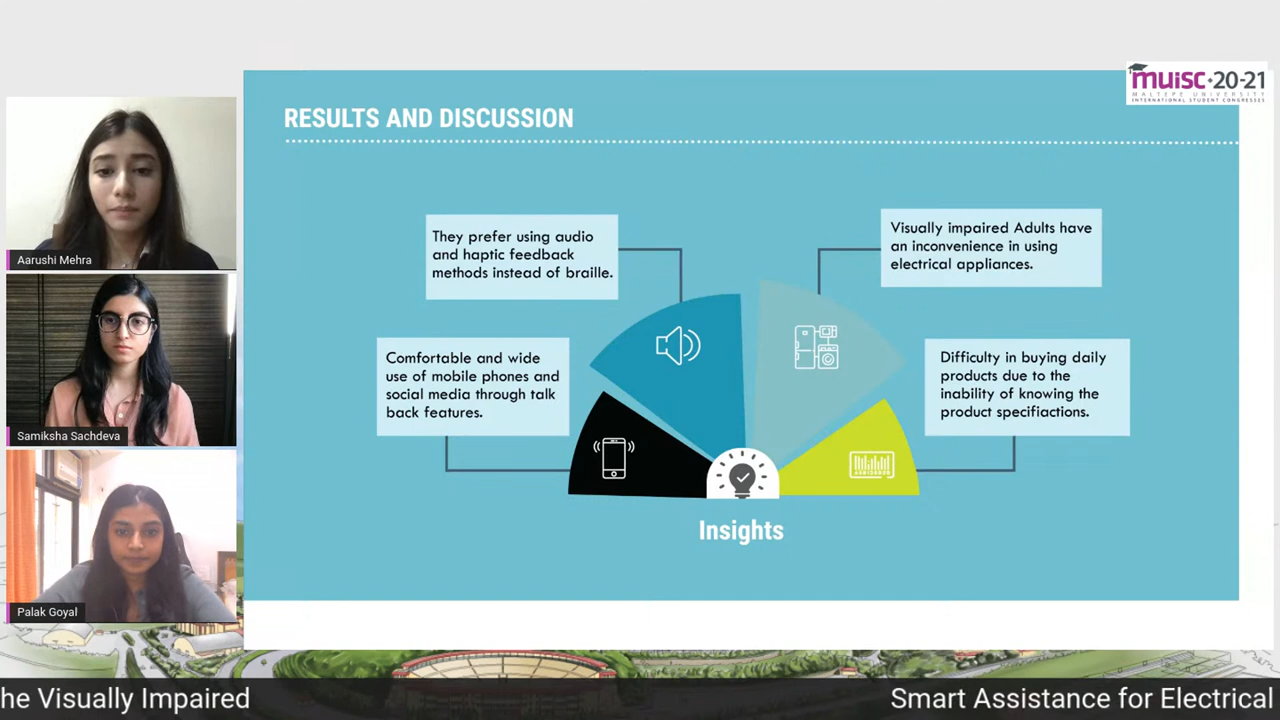 muisc·20-21
MALTEPE UNIVERSITY
INTERNATIONAL STUDENT CONGRESSES
RESULTS AND DISCUSSION
They prefer using audio
and haptic feedback
methods instead of braille.
Visually impaired Adults have
an inconvenience in using
electrical appliances.
Comfortable and wide
use of mobile phones and
social media through talk
back features.
Difficulty in buying daily
products due to the
inability of knowing the
product specifiactions.
Insights
Aarushi Mehra
Samiksha Sachdeva
Palak Goyal
he Visually Impaired
Smart Assistance for Electrical